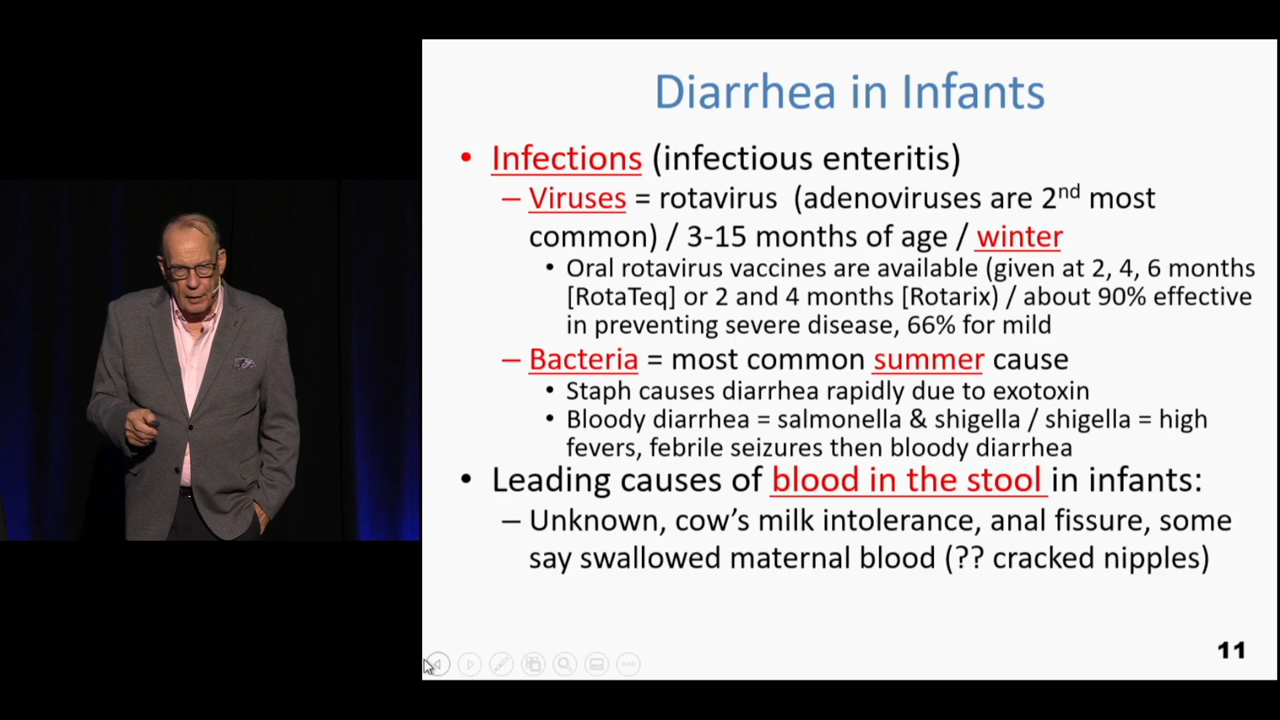 Diarrhea in Infants
• Infections (infectious enteritis)
– Viruses = rotavirus (adenoviruses are 2nd most
common) / 3-15 months of age / winter
• Oral rotavirus vaccines are available (given at 2, 4, 6 months
[RotaTeq] or 2 and 4 months [Rotarix) / about 90% effective
in preventing severe disease, 66% for mild
– Bacteria = most common summer cause
• Staph causes diarrhea rapidly due to exotoxin
• Bloody diarrhea = salmonella & shigella / shigella = high
fevers, febrile seizures then bloody diarrhea
• Leading causes of blood in the stool in infants:
– Unknown, cow’s milk intolerance, anal fissure, some
say swallowed maternal blood (?? cracked nipples)
11